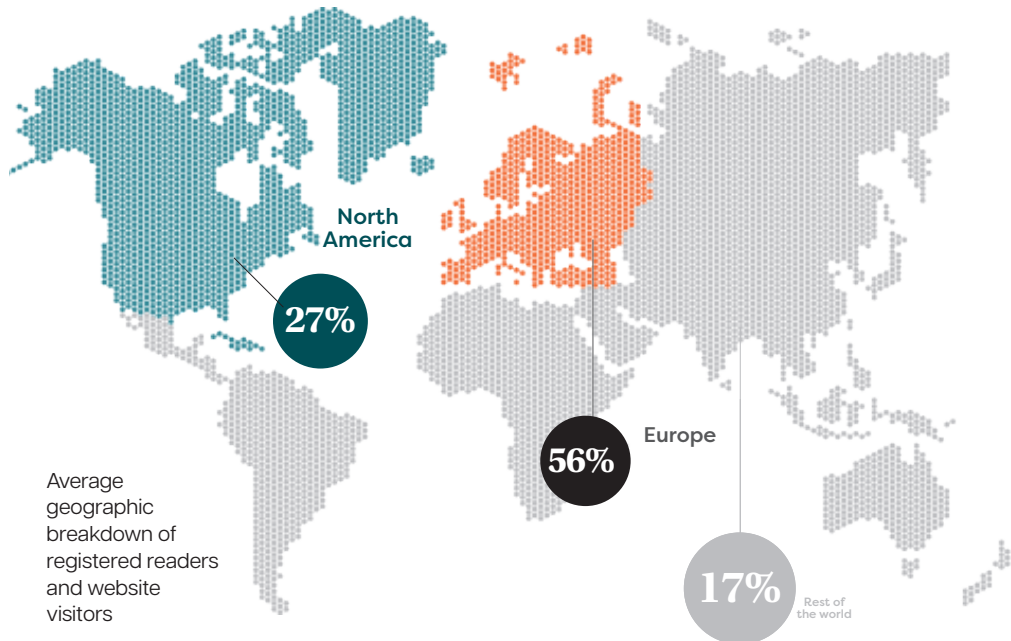 North
America
27%
56%
Europe
Average
geographic
breakdown of
registered readers
and website
visitors
17%
Rest of
the world